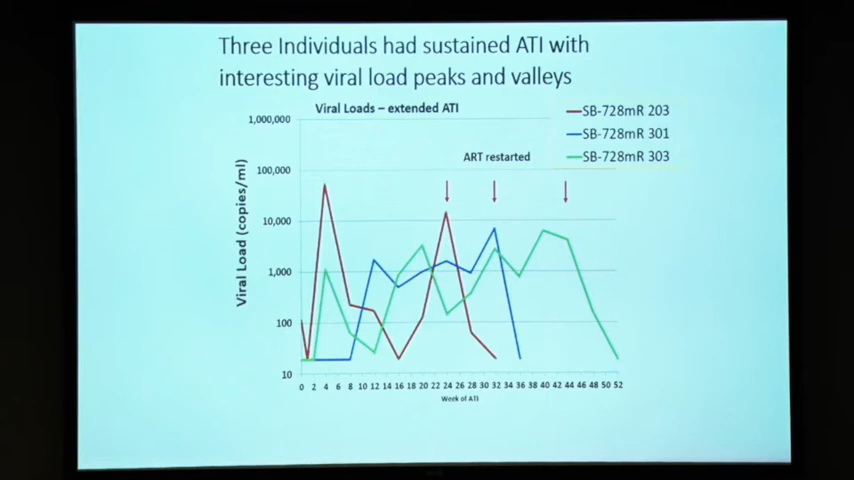 Three Individuals had sustained ATI with
interesting viral load peaks and valleys
Viral Loads – extended ATI
SB-728mR 203
SB-728mR 301
SB-728mR 303
ART restarted
Viral Load (copies/ml)
1,000,000
100,000
10,000
1,000
100
10
0 2 4 6 8 10 12 14 16 18 20 22 24 26 28 30 32 34 36 38 40 42 44 46 48 50 52
Week of ATI